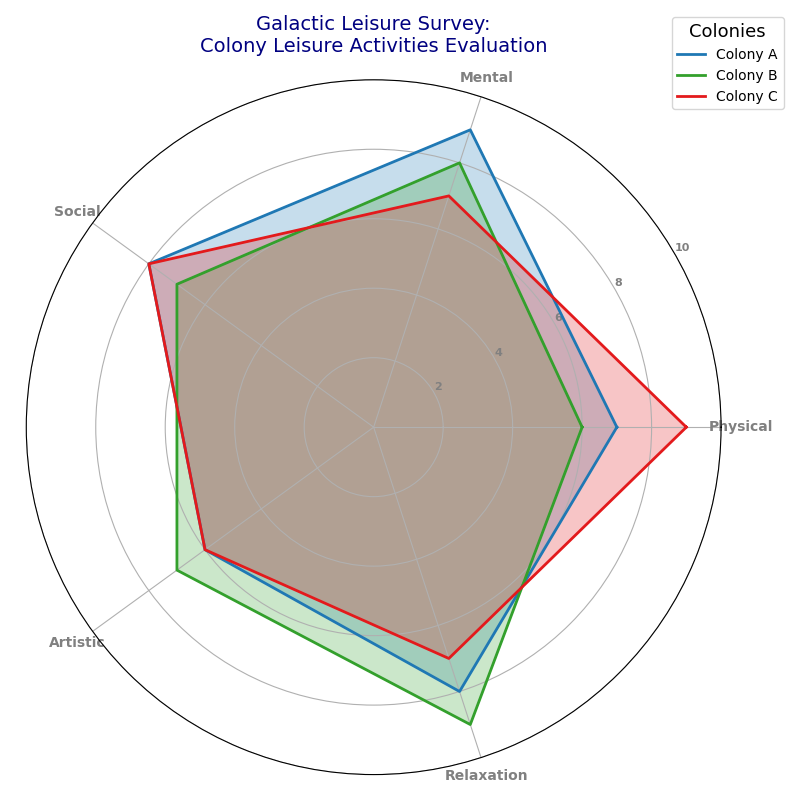 Galactic Leisure Survey:
Colony Leisure Activities Evaluation
Colonies
Colony A
Colony B
Colony C
Mental
Social
Physical
Artistic
Relaxation
10
8
6
4
2